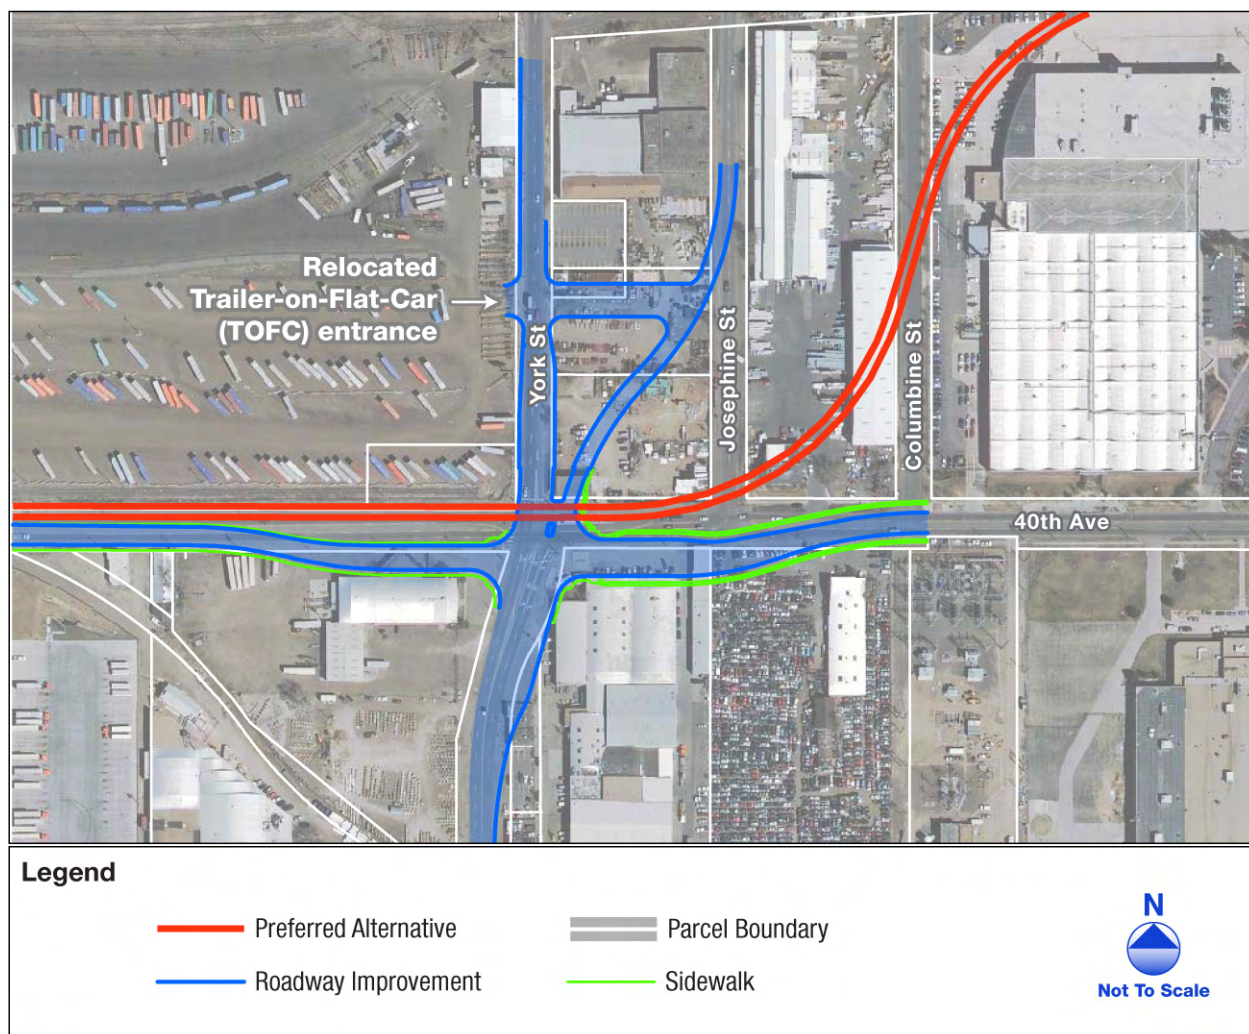 Relocated
Trailer-on-Flat-Car
(TOFC) entrance
York St
Josephine St
Columbine St
40th Ave
Legend
Preferred Alternative
Parcel Boundary
Roadway Improvement
Sidewalk
N
Not To Scale